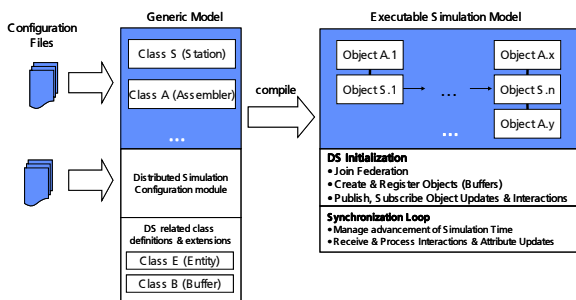 Configuration
Files
Generic Model
Class S (Station)
Class A (Assembler)
...
Distributed Simulation
Configuration module
DS related class
definitions & extensions
Class E (Entity)
Class B (Buffer)
compile
Executable Simulation Model
Object A.1
Object A.x
Object S.1
...
Object S.n
...
Object A.y
DS Initialization
• Join Federation
• Create & Register Objects (Buffers)
• Publish, Subscribe Object Updates & Interactions
Synchronization Loop
• Manage advancement of Simulation Time
• Receive & Process Interactions & Attribute Updates